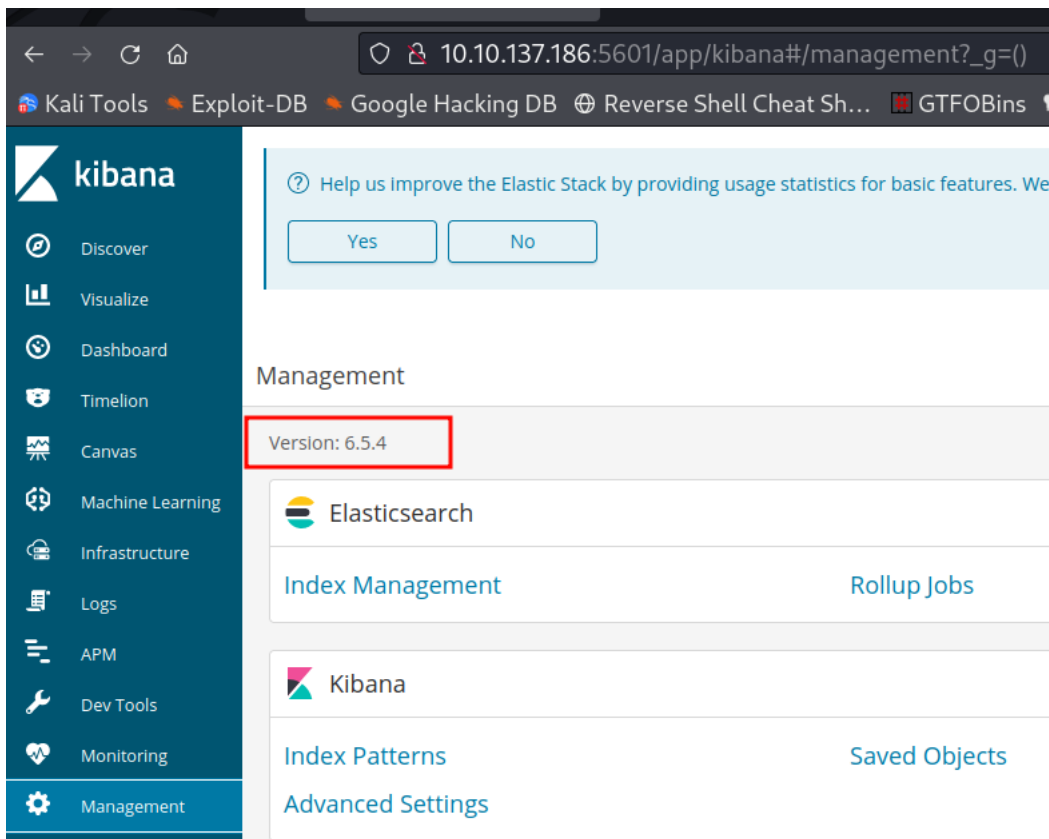 10.10.137.186:5601/app/kibana#/management?_g=()
Kali Tools Exploit-DB Google Hacking DB Reverse Shell Cheat Sh... GTFOBins
kibana
Discover
Visualize
Dashboard
Timelion
Canvas
Machine Learning
Infrastructure
Logs
APM
Dev Tools
Monitoring
Management
Help us improve the Elastic Stack by providing usage statistics for basic features. We
Yes No
Management
Version: 6.5.4
Elasticsearch
Index Management Rollup Jobs
Kibana
Index Patterns Saved Objects
Advanced Settings